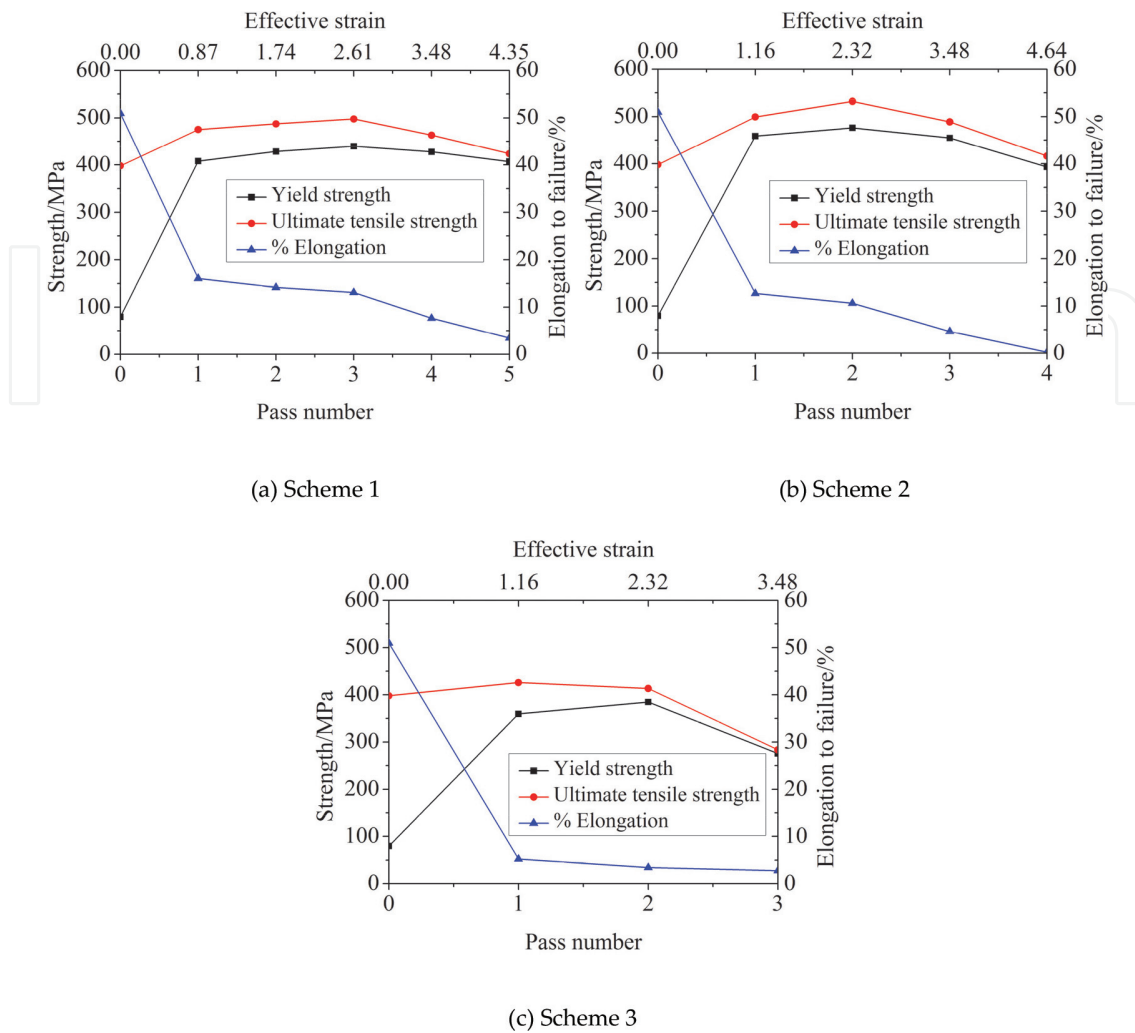 Effective strain
0.00 0.87 1.74 2.61 3.48 4.35
600
500
400
300
200
100
0
Strength/MPa
Yield strength
Ultimate tensile strength
% Elongation
60
50
40
30
20
10
0
Elongation to failure/%
0 1 2 3 4 5
Pass number
(a) Scheme 1
Effective strain
0.00 1.16 2.32 3.48 4.64
600
500
400
300
200
100
0
Strength/MPa
Yield strength
Ultimate tensile strength
% Elongation
60
50
40
30
20
10
0
Elongation to failure/%
0 1 2 3 4
Pass number
(b) Scheme 2
Effective strain
0.00 1.16 2.32 3.48
600
500
400
300
200
100
0
Strength/MPa
Yield strength
Ultimate tensile strength
% Elongation
60
50
40
30
20
10
0
Elongation to failure/%
0 1 2 3
Pass number
(c) Scheme 3